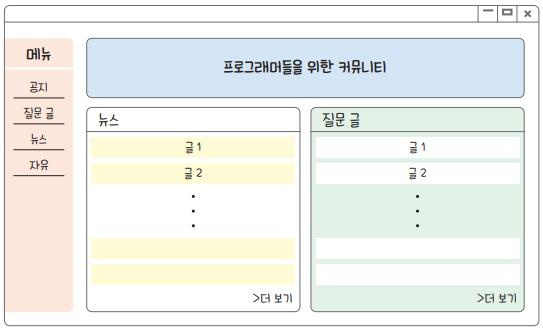 메뉴
공지
질문 글
뉴스
자유
프로그래머들을 위한 커뮤니티
뉴스
글 1
글 2
>더 보기
질문 글
글 1
글 2
>더 보기